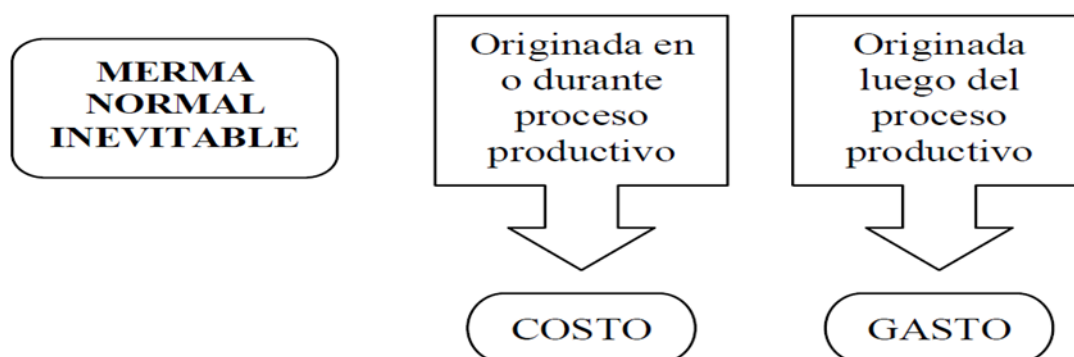 MERMA
NORMAL
INEVITABLE
Originada en
o durante
proceso
productivo
COSTO
Originada
luego del
proceso
productivo
GASTO